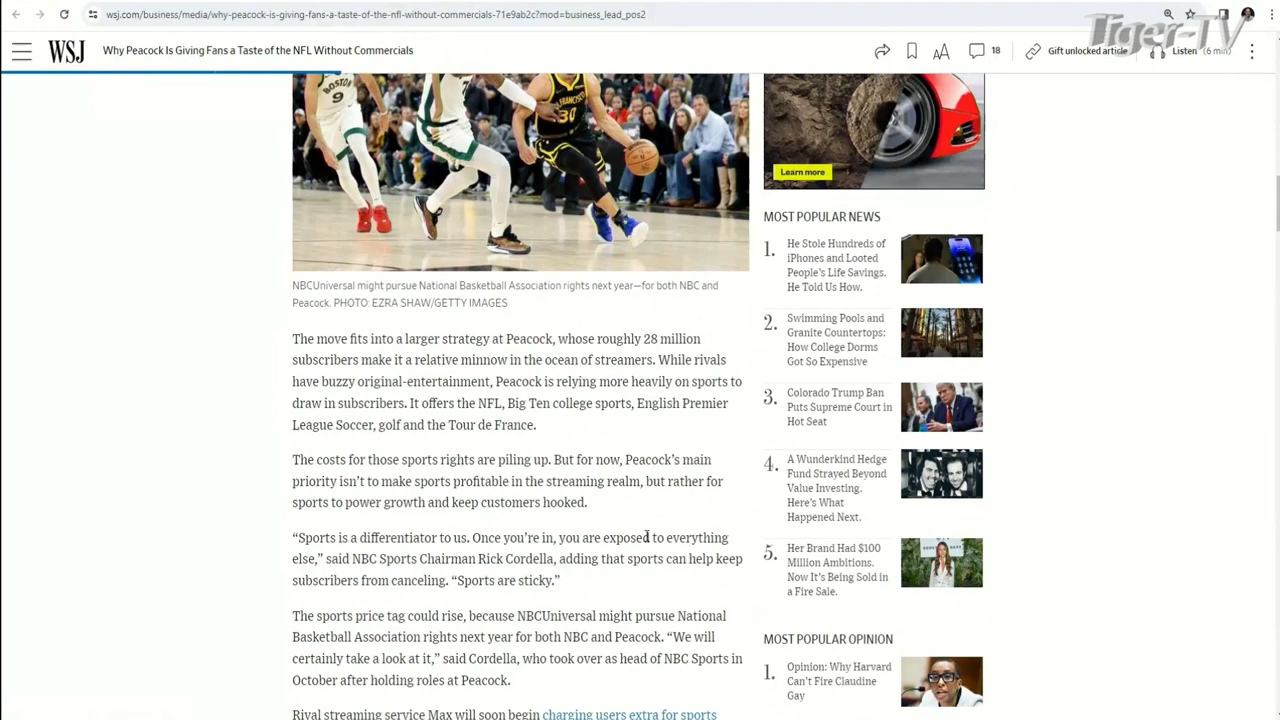 wsj.com/business/media/why-peacock-is-giving-fans-a-taste-of-the-nfl-without-commercials-71e9ab2c?mod=business_lead_pos2
Tiger-TV
WSJ
Why Peacock Is Giving Fans a Taste of the NFL Without Commercials
AA
18
Gift unlocked article
Listen (6 min)
BOSTON
9
SAN FRANCISCO
30
Learn more
NBCUniversal might pursue National Basketball Association rights next year—for both NBC and
Peacock. PHOTO: EZRA SHAW/GETTY IMAGES
The move fits into a larger strategy at Peacock, whose roughly 28 million
subscribers make it a relative minnow in the ocean of streamers. While rivals
have buzzy original-entertainment, Peacock is relying more heavily on sports to
draw in subscribers. It offers the NFL, Big Ten college sports, English Premier
League Soccer, golf and the Tour de France.
The costs for those sports rights are piling up. But for now, Peacock's main
priority isn't to make sports profitable in the streaming realm, but rather for
sports to power growth and keep customers hooked.
“Sports is a differentiator to us. Once you're in, you are exposed to everything
else,” said NBC Sports Chairman Rick Cordella, adding that sports can help keep
subscribers from canceling. “Sports are sticky.”
The sports price tag could rise, because NBCUniversal might pursue National
Basketball Association rights next year for both NBC and Peacock. “We will
certainly take a look at it,” said Cordella, who took over as head of NBC Sports in
October after holding roles at Peacock.
Rival streaming service Max will soon begin charging users extra for sports
MOST POPULAR NEWS
1.
He Stole Hundreds of
iPhones and Looted
People's Life Savings.
He Told Us How.
2.
Swimming Pools and
Granite Countertops:
How College Dorms
Got So Expensive
3.
Colorado Trump Ban
Puts Supreme Court in
Hot Seat
4.
A Wunderkind Hedge
Fund Strayed Beyond
Value Investing.
Here's What
Happened Next.
5.
Her Brand Had $100
Million Ambitions.
Now It's Being Sold in
a Fire Sale.
MOST POPULAR OPINION
1.
Opinion: Why Harvard
Can't Fire Claudine
Gay